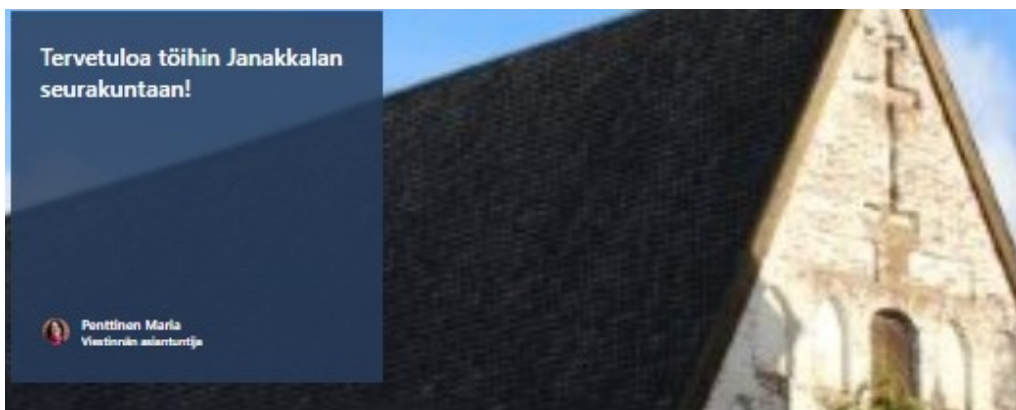 Tervetuloa töihin Janakkalan
seurakuntaan!
Penttinen Maria
Viestinnän asiantuntija